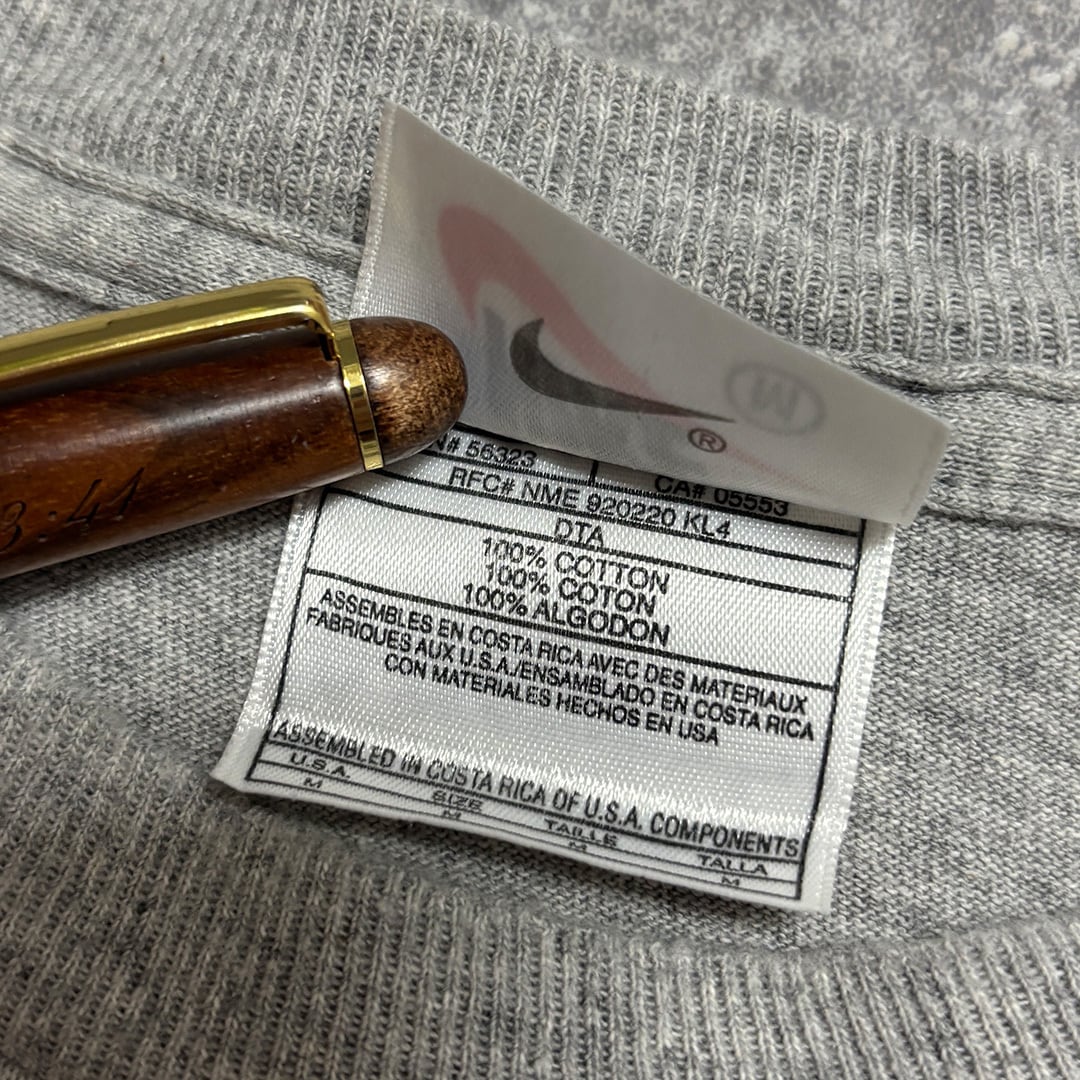 M
®
N# 56323
CA# 05553
RFC# NME 920220 KL4
DTA
100% COTTON
100% COTON
100% ALGODON
ASSEMBLES EN COSTA RICA AVEC DES MATERIAUX
FABRIQUES AUX U.S.A./ENSAMBLADO EN COSTA RICA
CON MATERIALES HECHOS EN USA
ASSEMBLED IN COSTA RICA OF U.S.A. COMPONENTS
U.S.A. SIZE TAILLE TALLA
M M M M
3·41